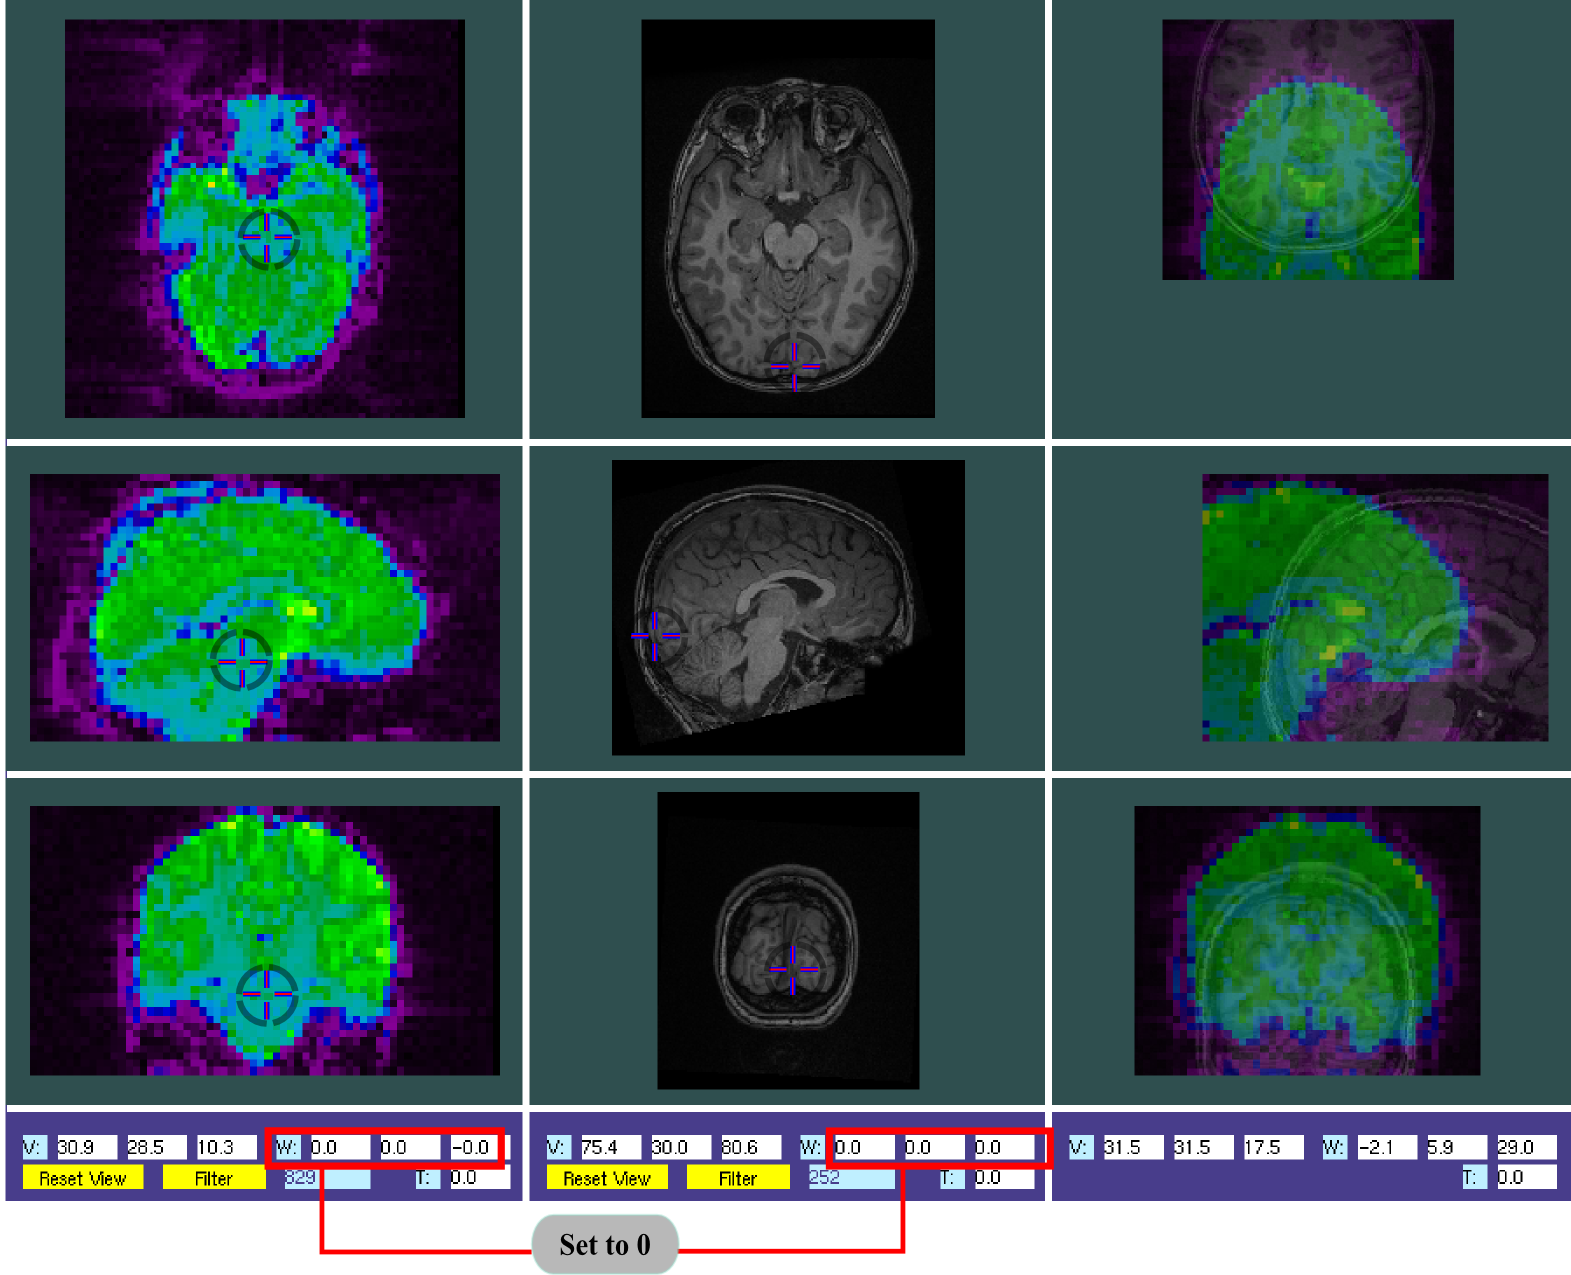 V: 30.9 28.5 10.3 W: 0.0 0.0 −0.0
Reset View Filter 829 T: 0.0
V: 75.4 30.0 80.6 W: 0.0 0.0 0.0
Reset View Filter 252 T: 0.0
V: 31.5 31.5 17.5 W: −2.1 5.9 29.0
T: 0.0
Set to 0